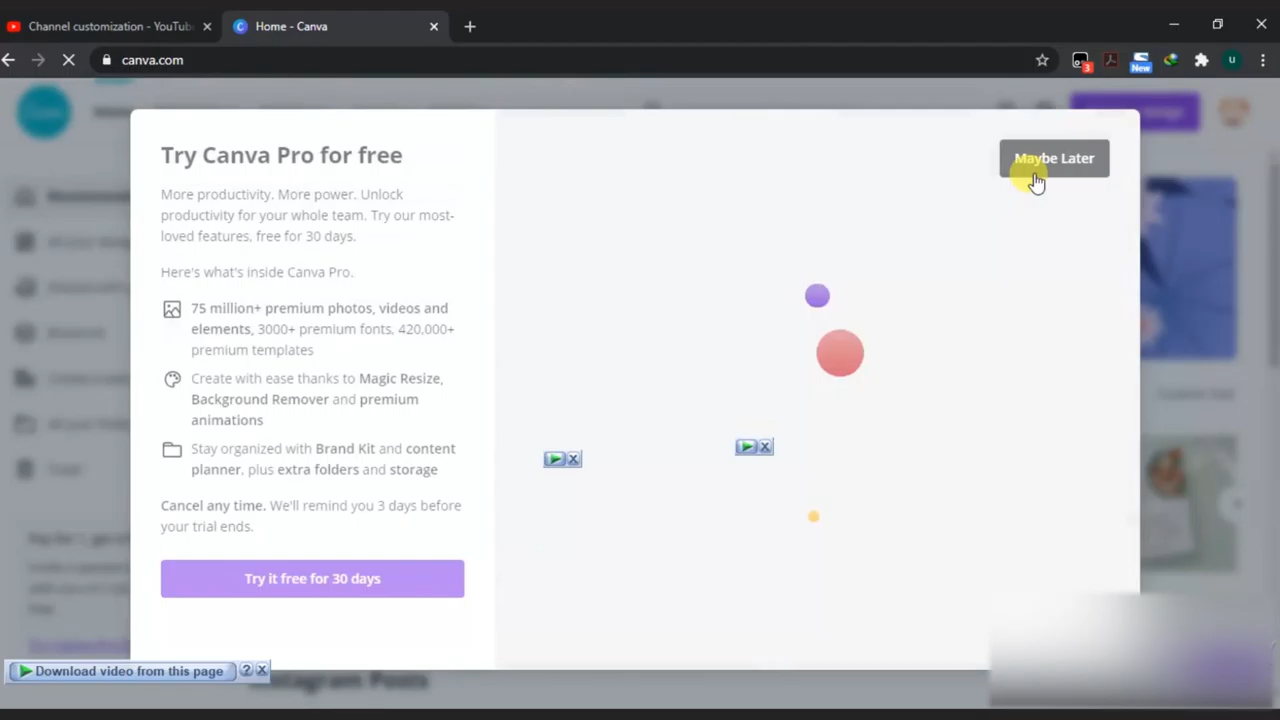 Channel customization - YouTub
Home - Canva
canva.com
3
New
u
Try Canva Pro for free
Maybe Later
More productivity. More power. Unlock
productivity for your whole team. Try our most-
loved features, free for 30 days.
Here's what's inside Canva Pro.
75 million+ premium photos, videos and
elements, 3000+ premium fonts, 420,000+
premium templates
Create with ease thanks to Magic Resize,
Background Remover and premium
animations
Stay organized with Brand Kit and content
planner, plus extra folders and storage
Cancel any time. We'll remind you 3 days before
your trial ends.
Try it free for 30 days
Download video from this page
?
Instagram Posts